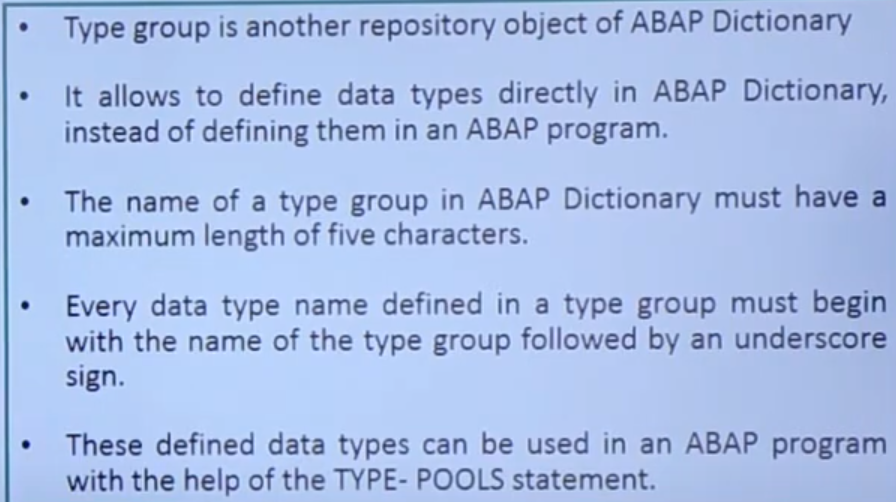 • Type group is another repository object of ABAP Dictionary
• It allows to define data types directly in ABAP Dictionary,
instead of defining them in an ABAP program.
• The name of a type group in ABAP Dictionary must have a
maximum length of five characters.
• Every data type name defined in a type group must begin
with the name of the type group followed by an underscore
sign.
• These defined data types can be used in an ABAP program
with the help of the TYPE- POOLS statement.